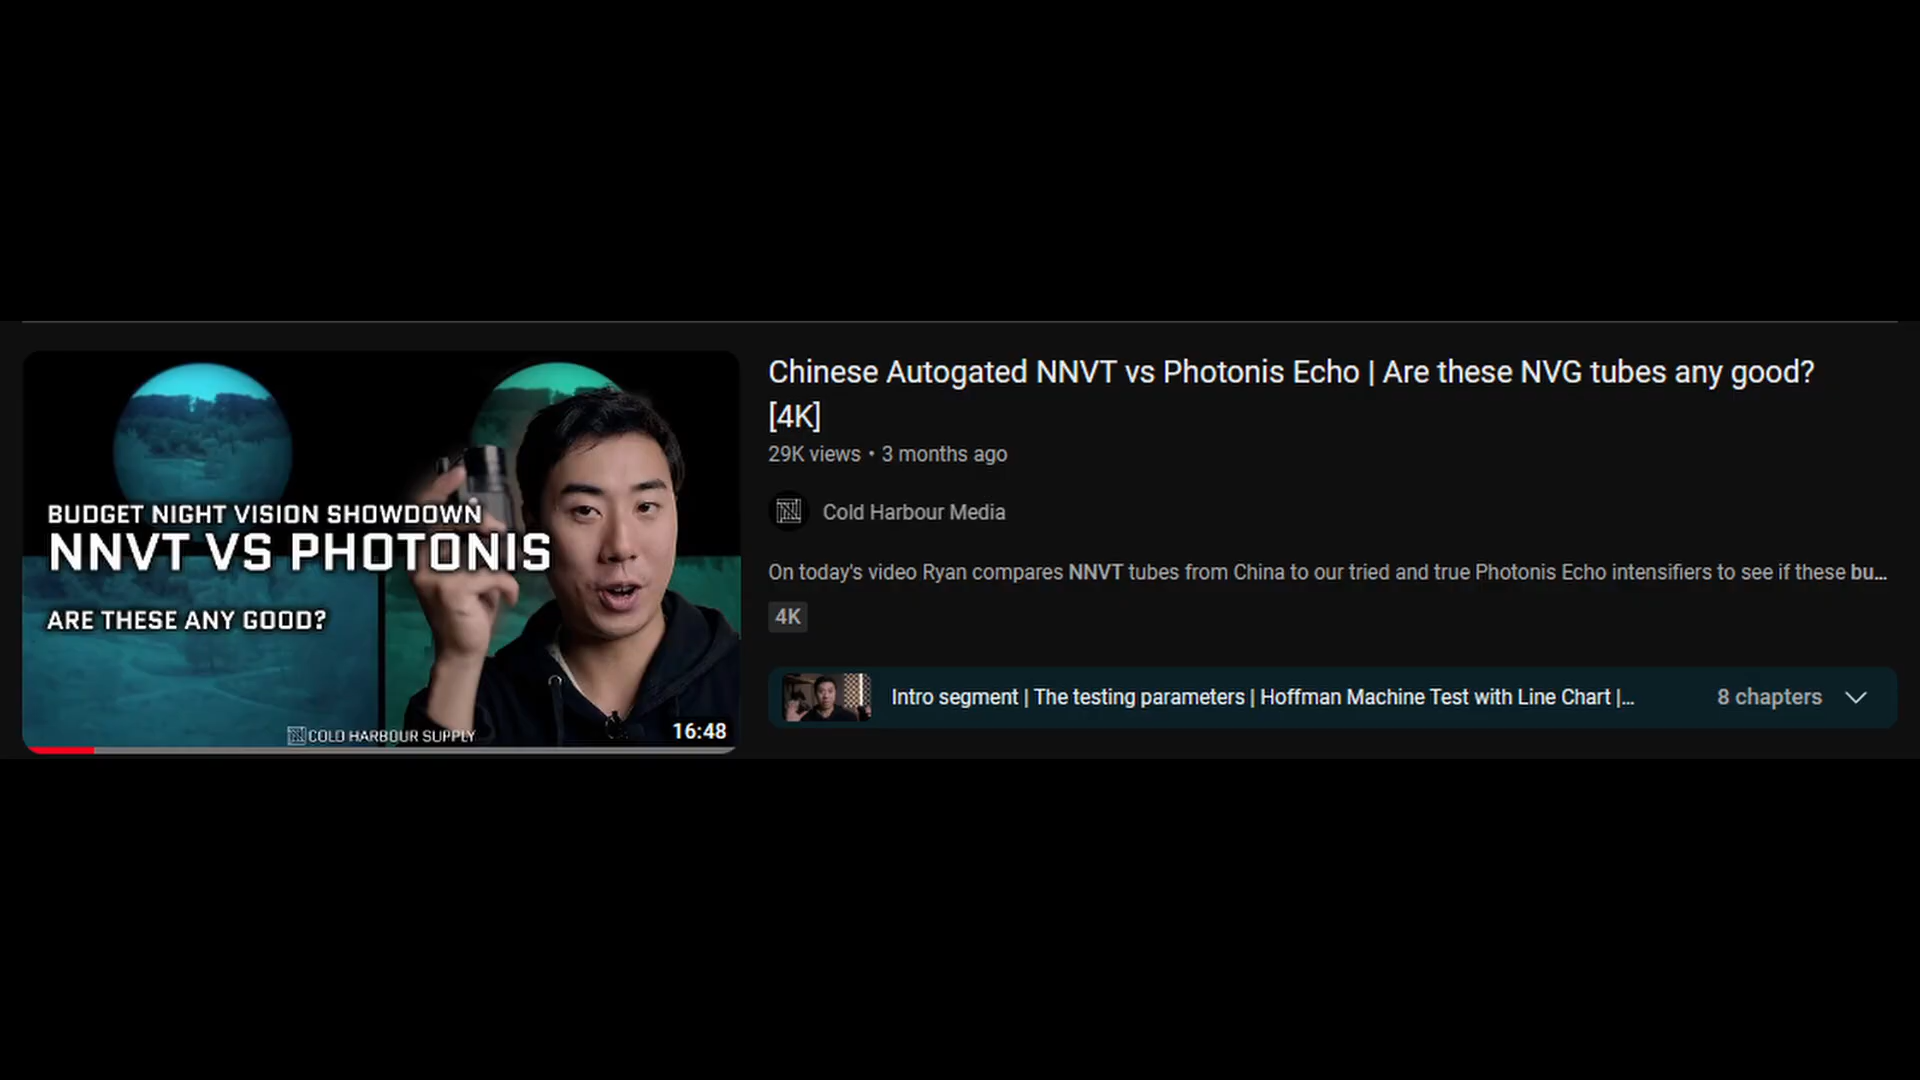 BUDGET NIGHT VISION SHOWDOWN
NNVT VS PHOTONIS
ARE THESE ANY GOOD?
COLD HARBOUR SUPPLY
16:48
Chinese Autogated NNVT vs Photonis Echo | Are these NVG tubes any good?
[4K]
29K views • 3 months ago
Cold Harbour Media
On today's video Ryan compares NNVT tubes from China to our tried and true Photonis Echo intensifiers to see if these bu...
4K
Intro segment | The testing parameters | Hoffman Machine Test with Line Chart |...
8 chapters